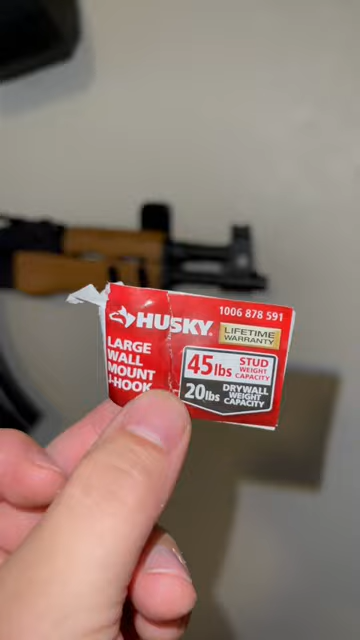 HUSKY
1006 878 591
LIFETIME
WARRANTY
LARGE
WALL
MOUNT
J-HOOK
45lbs STUD
WEIGHT
CAPACITY
20lbs DRYWALL
WEIGHT
CAPACITY